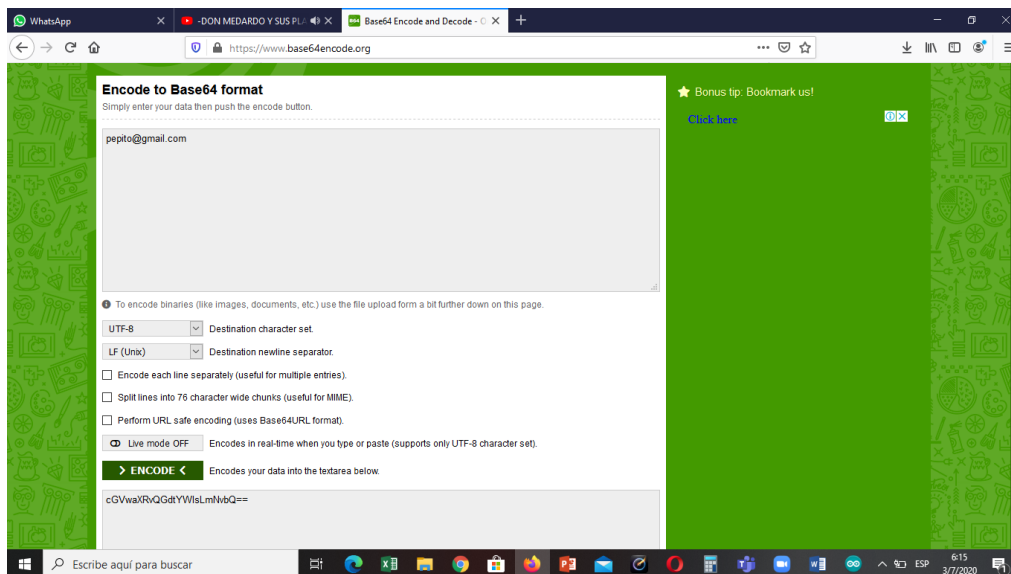 WhatsApp
-DON MEDARDO Y SUS PLA
B64
Base64 Encode and Decode - O
https://www.base64encode.org
Encode to Base64 format
Simply enter your data then push the encode button.
pepito@gmail.com
To encode binaries (like images, documents, etc.) use the file upload form a bit further down on this page.
UTF-8 Destination character set.
LF (Unix) Destination newline separator.
Encode each line separately (useful for multiple entries).
Split lines into 76 character wide chunks (useful for MIME).
Perform URL safe encoding (uses Base64URL format).
Live mode OFF Encodes in real-time when you type or paste (supports only UTF-8 character set).
> ENCODE < Encodes your data into the textarea below.
cGVwaXRvQGdtYWlsLmNvbQ==
Bonus tip: Bookmark us!
Click here
Escribe aquí para buscar
ESP
6:15
3/7/2020